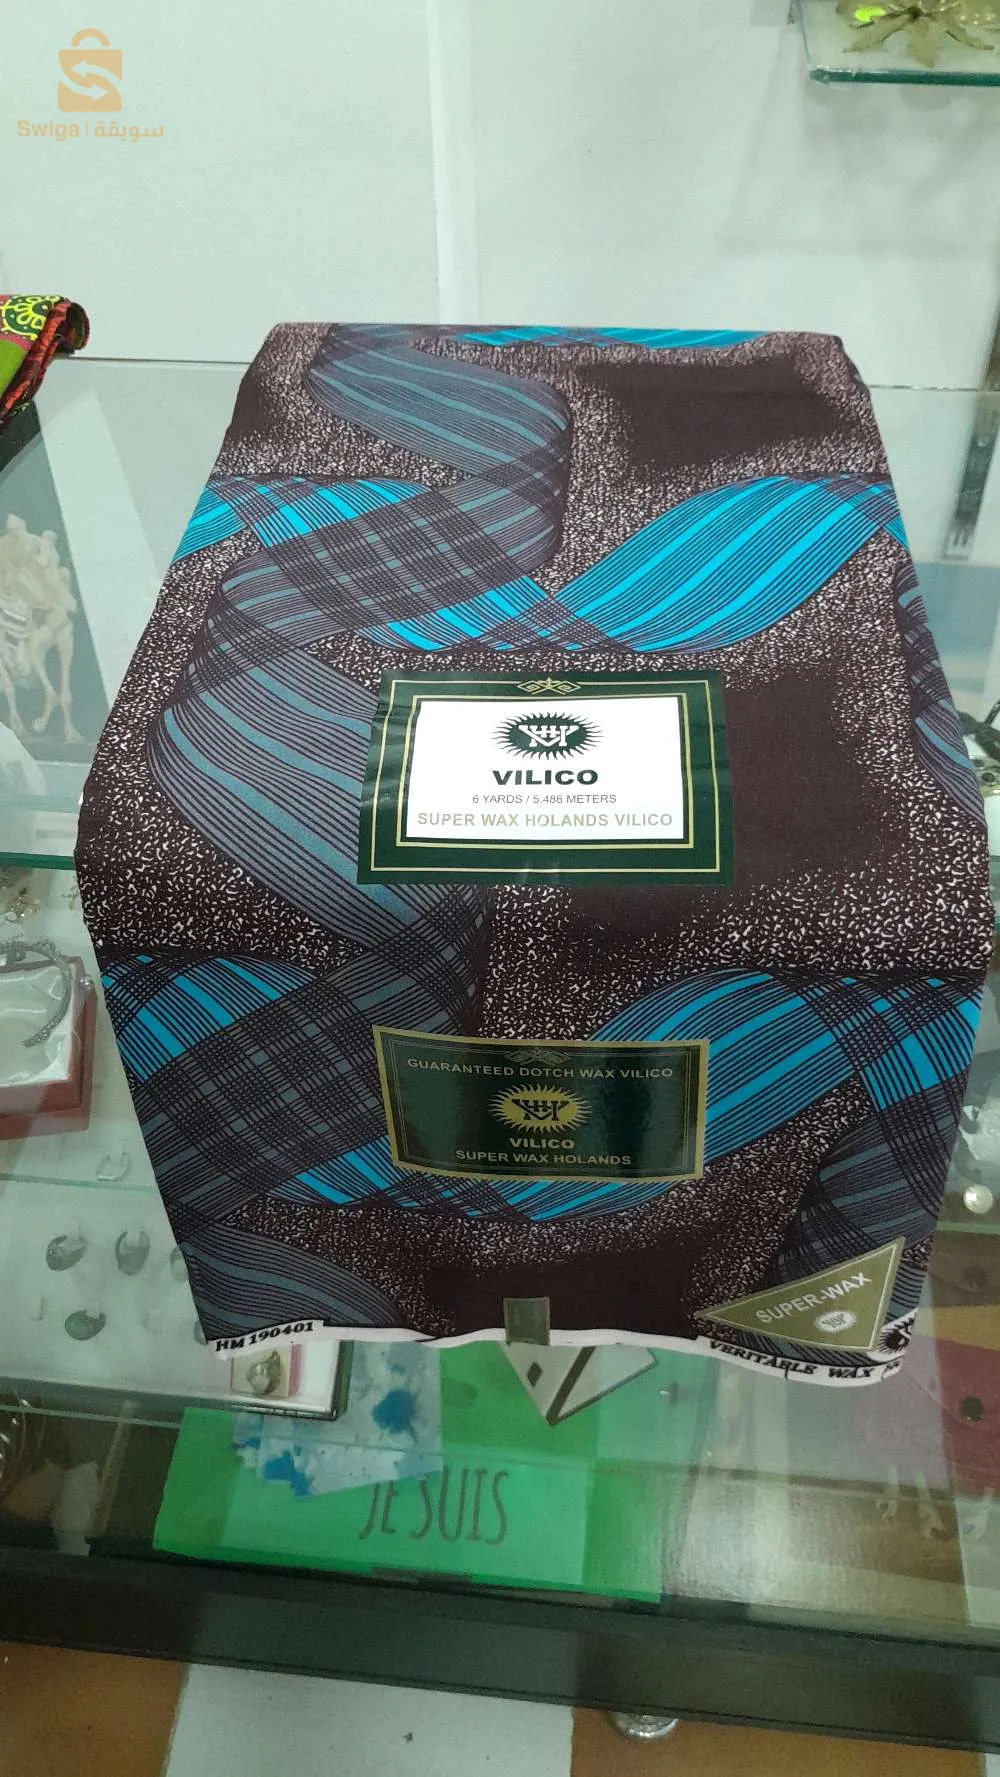 Swiga | سويقة
VILICO
6 YARDS / 5.486 METERS
SUPER WAX HOLANDS VILICO
GUARANTEED DOTCH WAX VILICO
VILICO
SUPER WAX HOLANDS
SUPER-WAX
HM 190401
VERITABLE WAX
JE SUIS